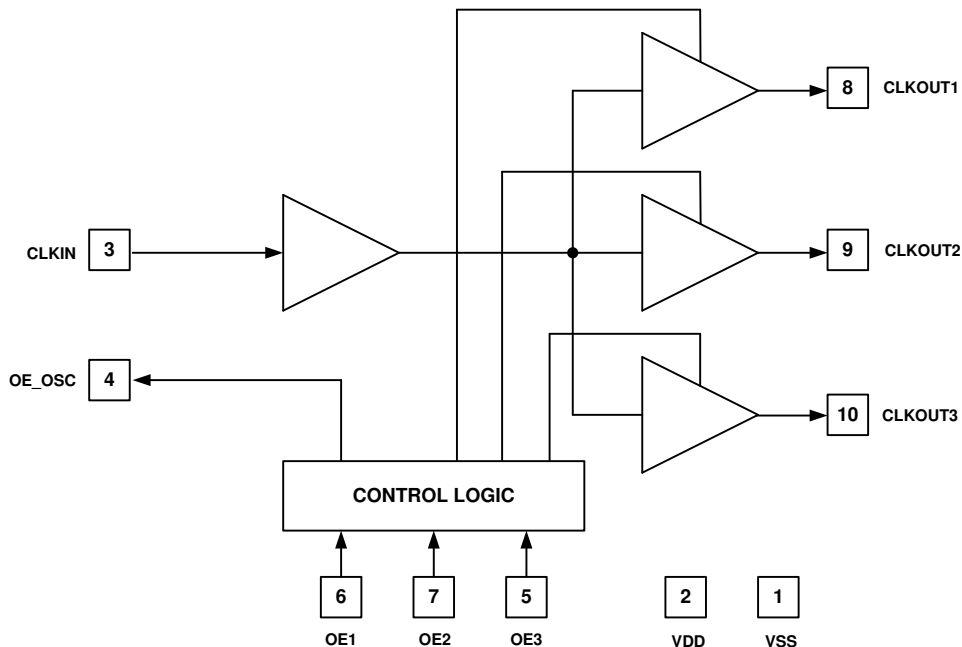 8 CLKOUT1
CLKIN 3
9 CLKOUT2
OE_OSC 4
10 CLKOUT3
CONTROL LOGIC
6 7 5 2 1
OE1 OE2 OE3 VDD VSS